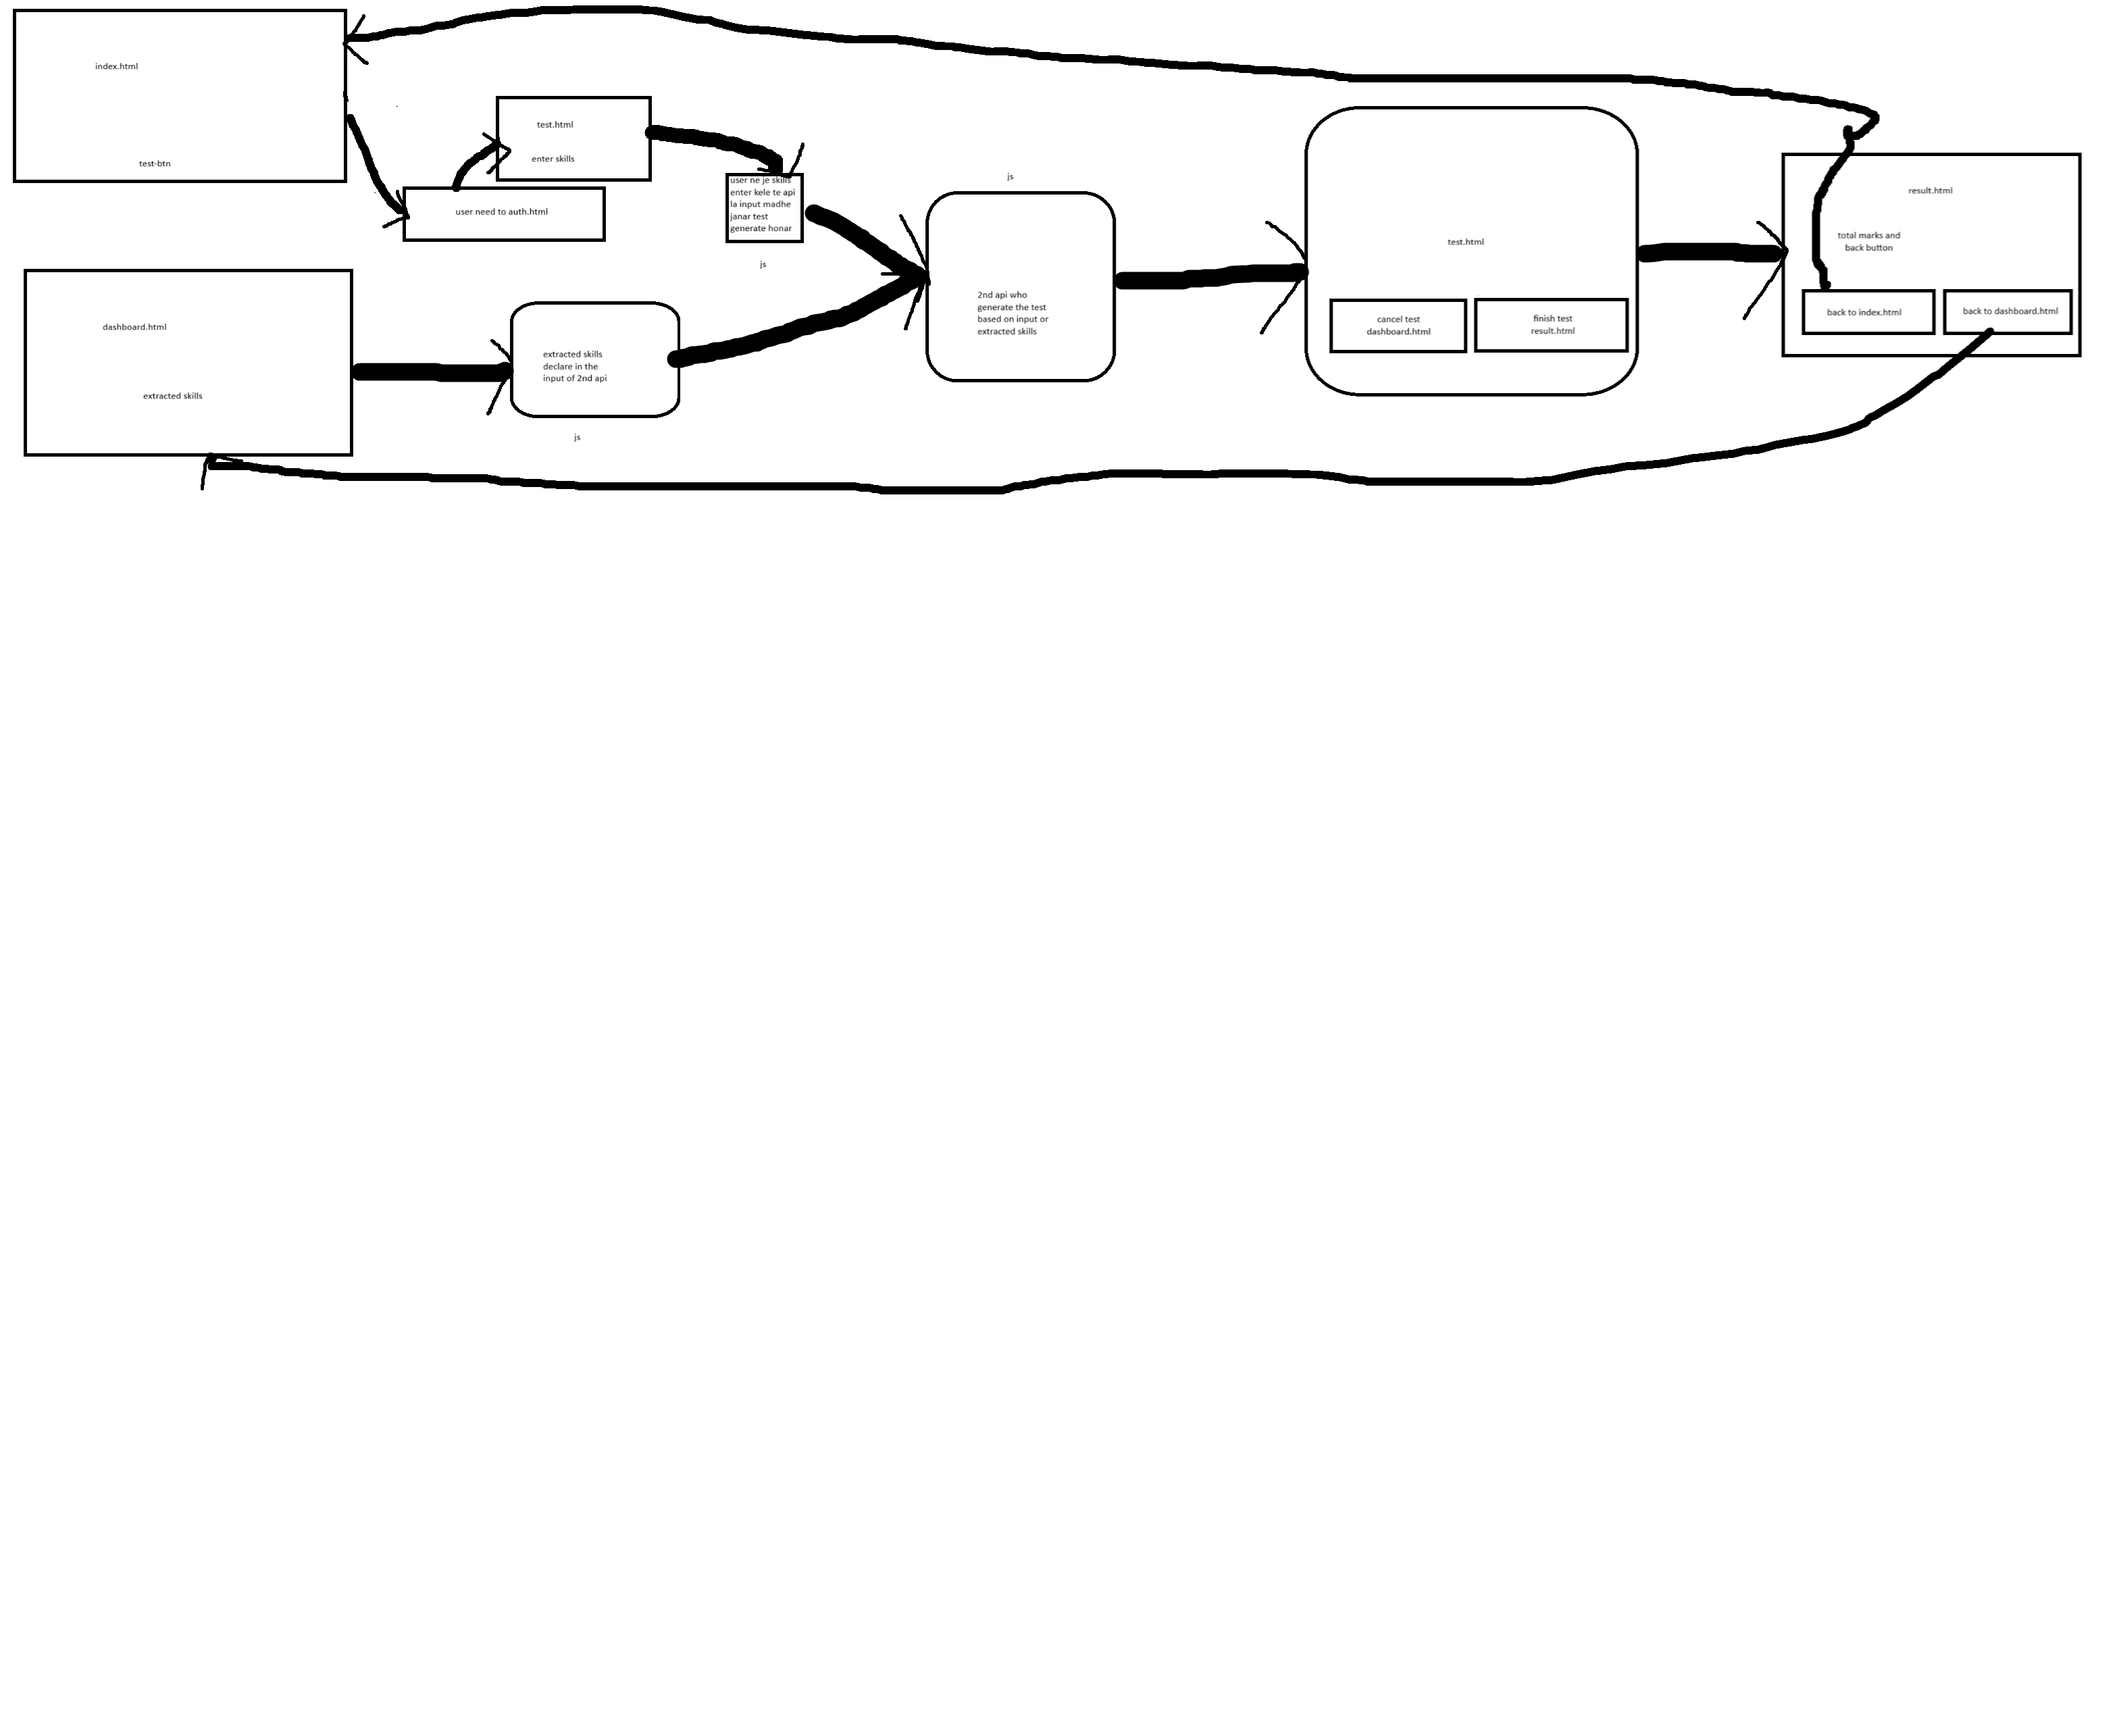 index.html
test-btn
test.html
enter skills
user need to auth.html
user ne je skills
enter kele te api
la input madhe
janar test
generate honar
js
dashboard.html
extracted skills
extracted skills
declare in the
input of 2nd api
js
js
2nd api who
generate the test
based on input or
extracted skills
test.html
cancel test
dashboard.html
finish test
result.html
result.html
total marks and
back button
back to index.html
back to dashboard.html